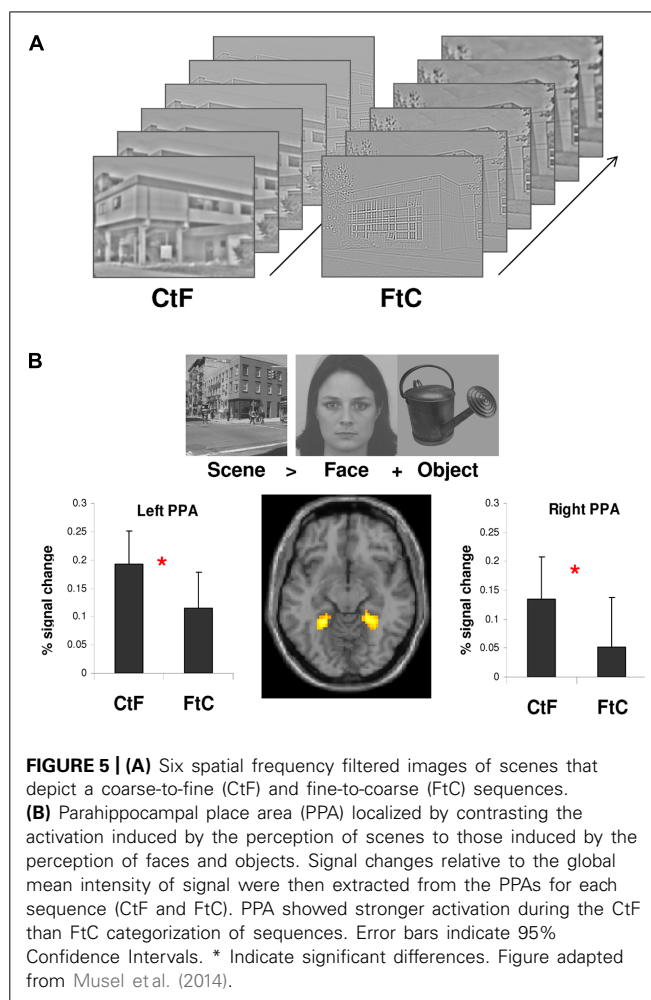 A
CtF
FtC
B
Scene > Face + Object
Left PPA
% signal change
0.3
0.25
0.2
0.15
0.1
0.05
0
*
CtF
FtC
Right PPA
% signal change
0.3
0.25
0.2
0.15
0.1
0.05
0
*
CtF
FtC
FIGURE 5 | (A) Six spatial frequency filtered images of scenes that
depict a coarse-to-fine (CtF) and fine-to-coarse (FtC) sequences.
(B) Parahippocampal place area (PPA) localized by contrasting the
activation induced by the perception of scenes to those induced by the
perception of faces and objects. Signal changes relative to the global
mean intensity of signal were then extracted from the PPAs for each
sequence (CtF and FtC). PPA showed stronger activation during the CtF
than FtC categorization of sequences. Error bars indicate 95%
Confidence Intervals. * Indicate significant differences. Figure adapted
from Musel et al. (2014).